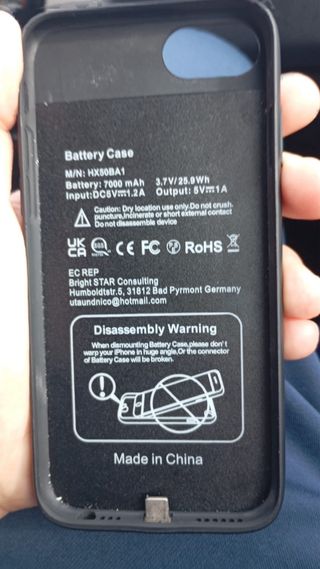 Battery Case
M/N: HX50BA1
Battery: 7000 mAh 3.7V/25.9Wh
Input:DC5V⎓1.2A Output: 5V⎓1A
Caution: Dry location use only.Do not crush,
puncture,incinerate or short external contact
Do not disassemble device
UK
CA CE FC RoHS
EC REP
Bright STAR Consulting
Humboldtstr.5, 31812 Bad Pyrmont Germany
utaundnico@hotmail.com
Disassembly Warning
When dismounting Battery Case,please don't
warp your iPhone in huge angle,Or the connector
of Battery Case will be broken.
Made in China